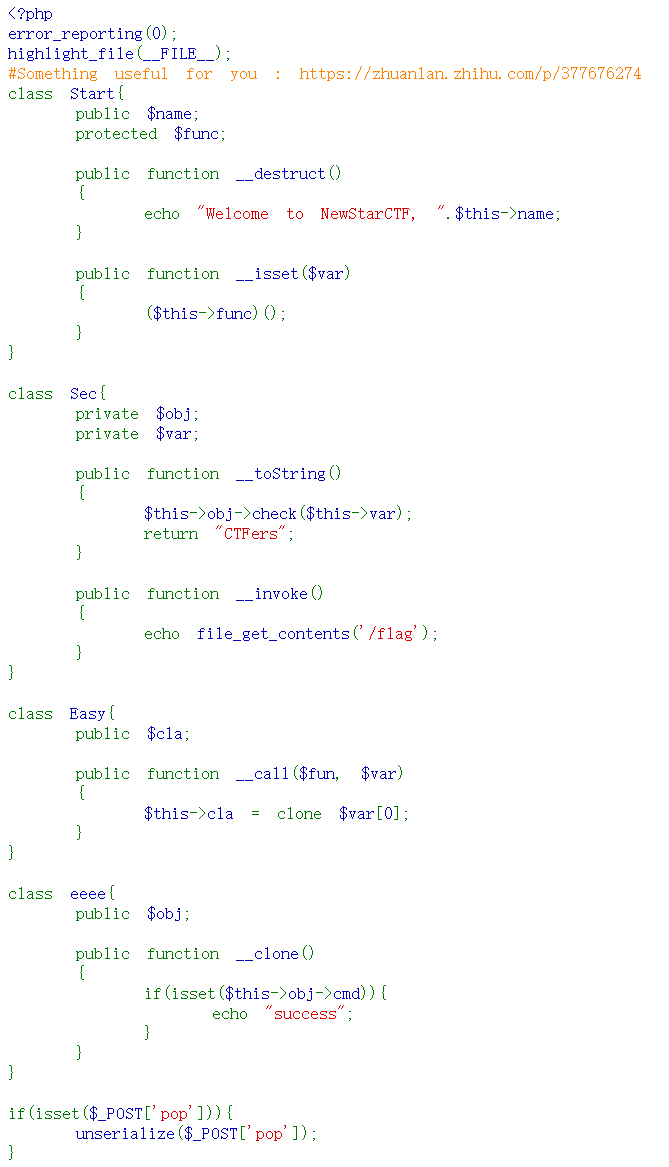 <?php
error_reporting(0);
highlight_file(__FILE__);
#Something useful for you : https://zhuanlan.zhihu.com/p/377676274
class Start{
public $name;
protected $func;
public function __destruct()
{
echo "Welcome to NewStarCTF, ".$this->name;
}
public function __isset($var)
{
($this->func)();
}
}
class Sec{
private $obj;
private $var;
public function __toString()
{
$this->obj->check($this->var);
return "CTFers";
}
public function __invoke()
{
echo file_get_contents('/flag');
}
}
class Easy{
public $cla;
public function __call($fun, $var)
{
$this->cla = clone $var[0];
}
}
class eeee{
public $obj;
public function __clone()
{
if(isset($this->obj->cmd)){
echo "success";
}
}
}
if(isset($_POST['pop'])){
unserialize($_POST['pop']);
}